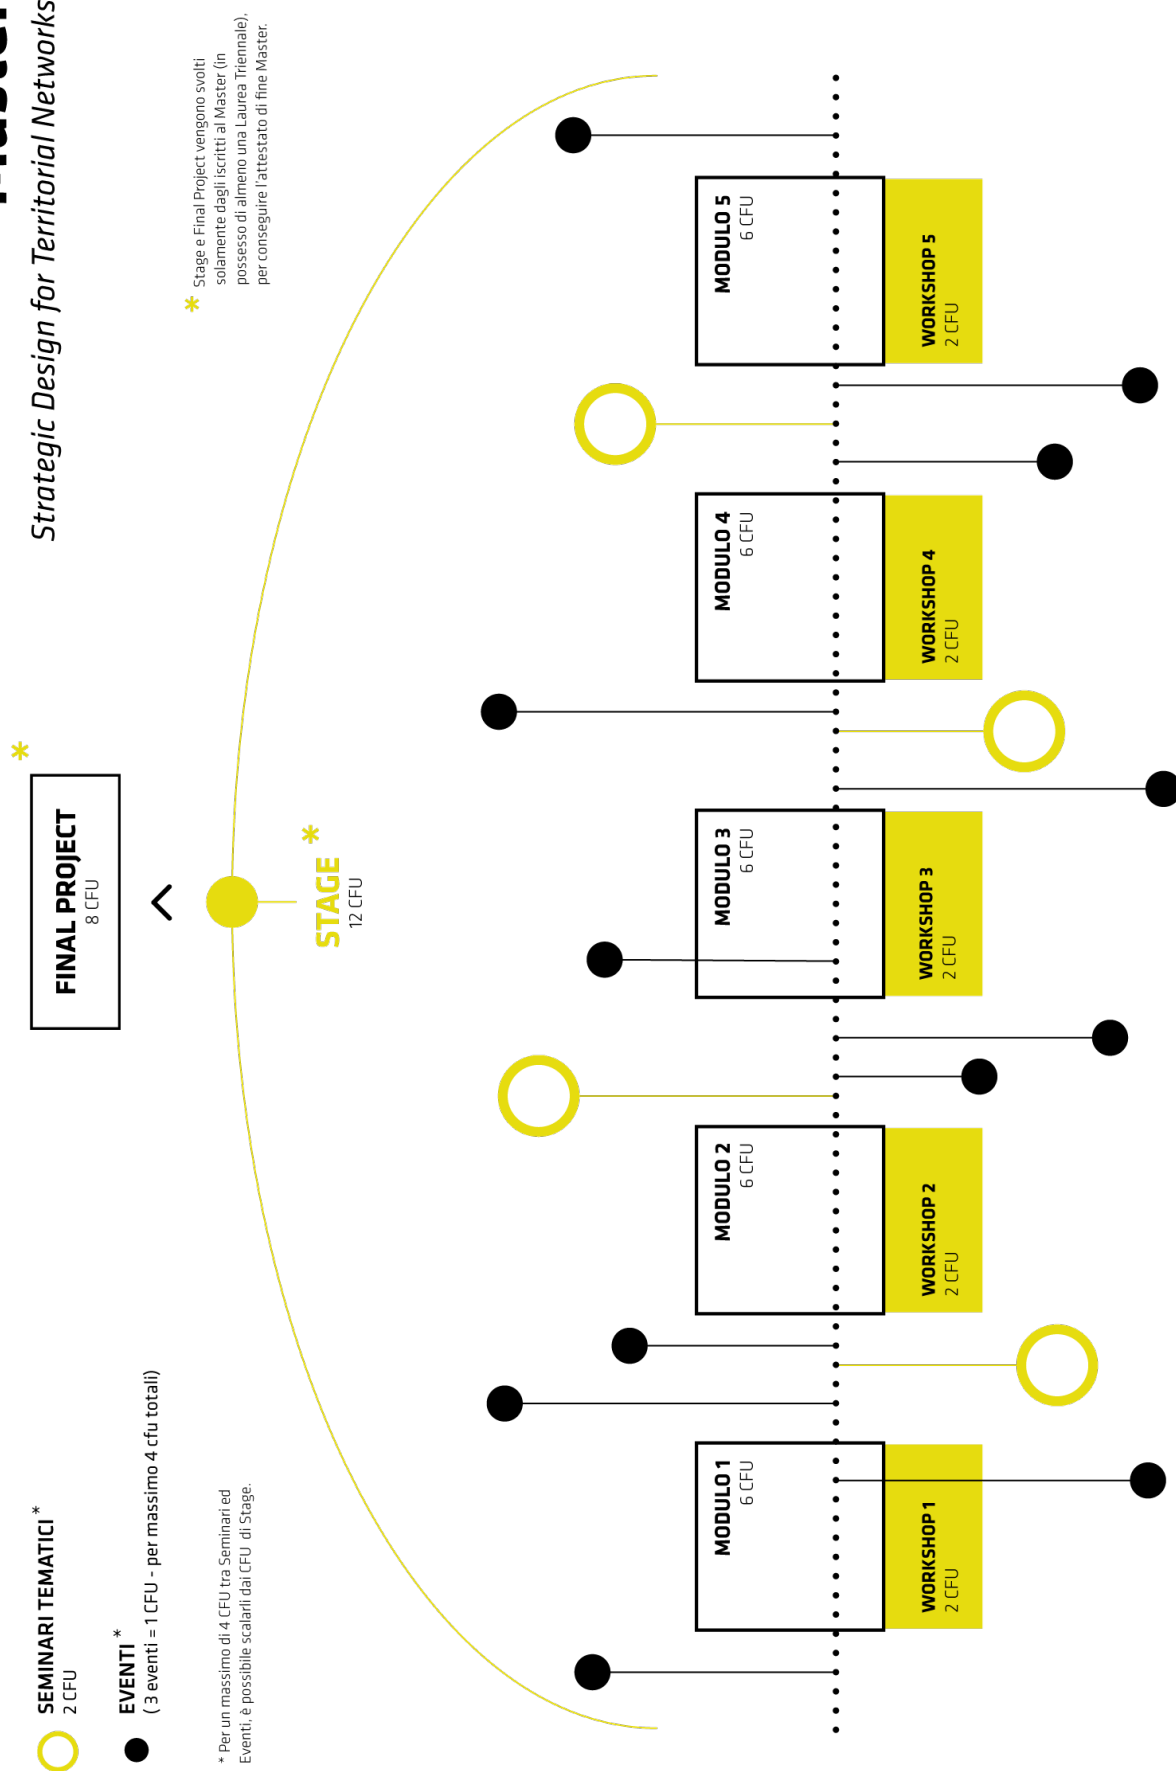 Master
Strategic Design for Territorial Networks
SEMINARI TEMATICI *
2 CFU
EVENTI *
( 3 eventi = 1 CFU - per massimo 4 cfu totali)
* Per un massimo di 4 CFU tra Seminari ed
Eventi, è possibile scalarli dai CFU di Stage.
*
FINAL PROJECT
8 CFU
* Stage e Final Project vengono svolti
solamente dagli iscritti al Master (in
possesso di almeno una Laurea Triennale),
per conseguire l'attestato di fine Master.
STAGE *
12 CFU
MODULO 1
6 CFU
MODULO 2
6 CFU
MODULO 3
6 CFU
MODULO 4
6 CFU
MODULO 5
6 CFU
WORKSHOP 1
2 CFU
WORKSHOP 2
2 CFU
WORKSHOP 3
2 CFU
WORKSHOP 4
2 CFU
WORKSHOP 5
2 CFU